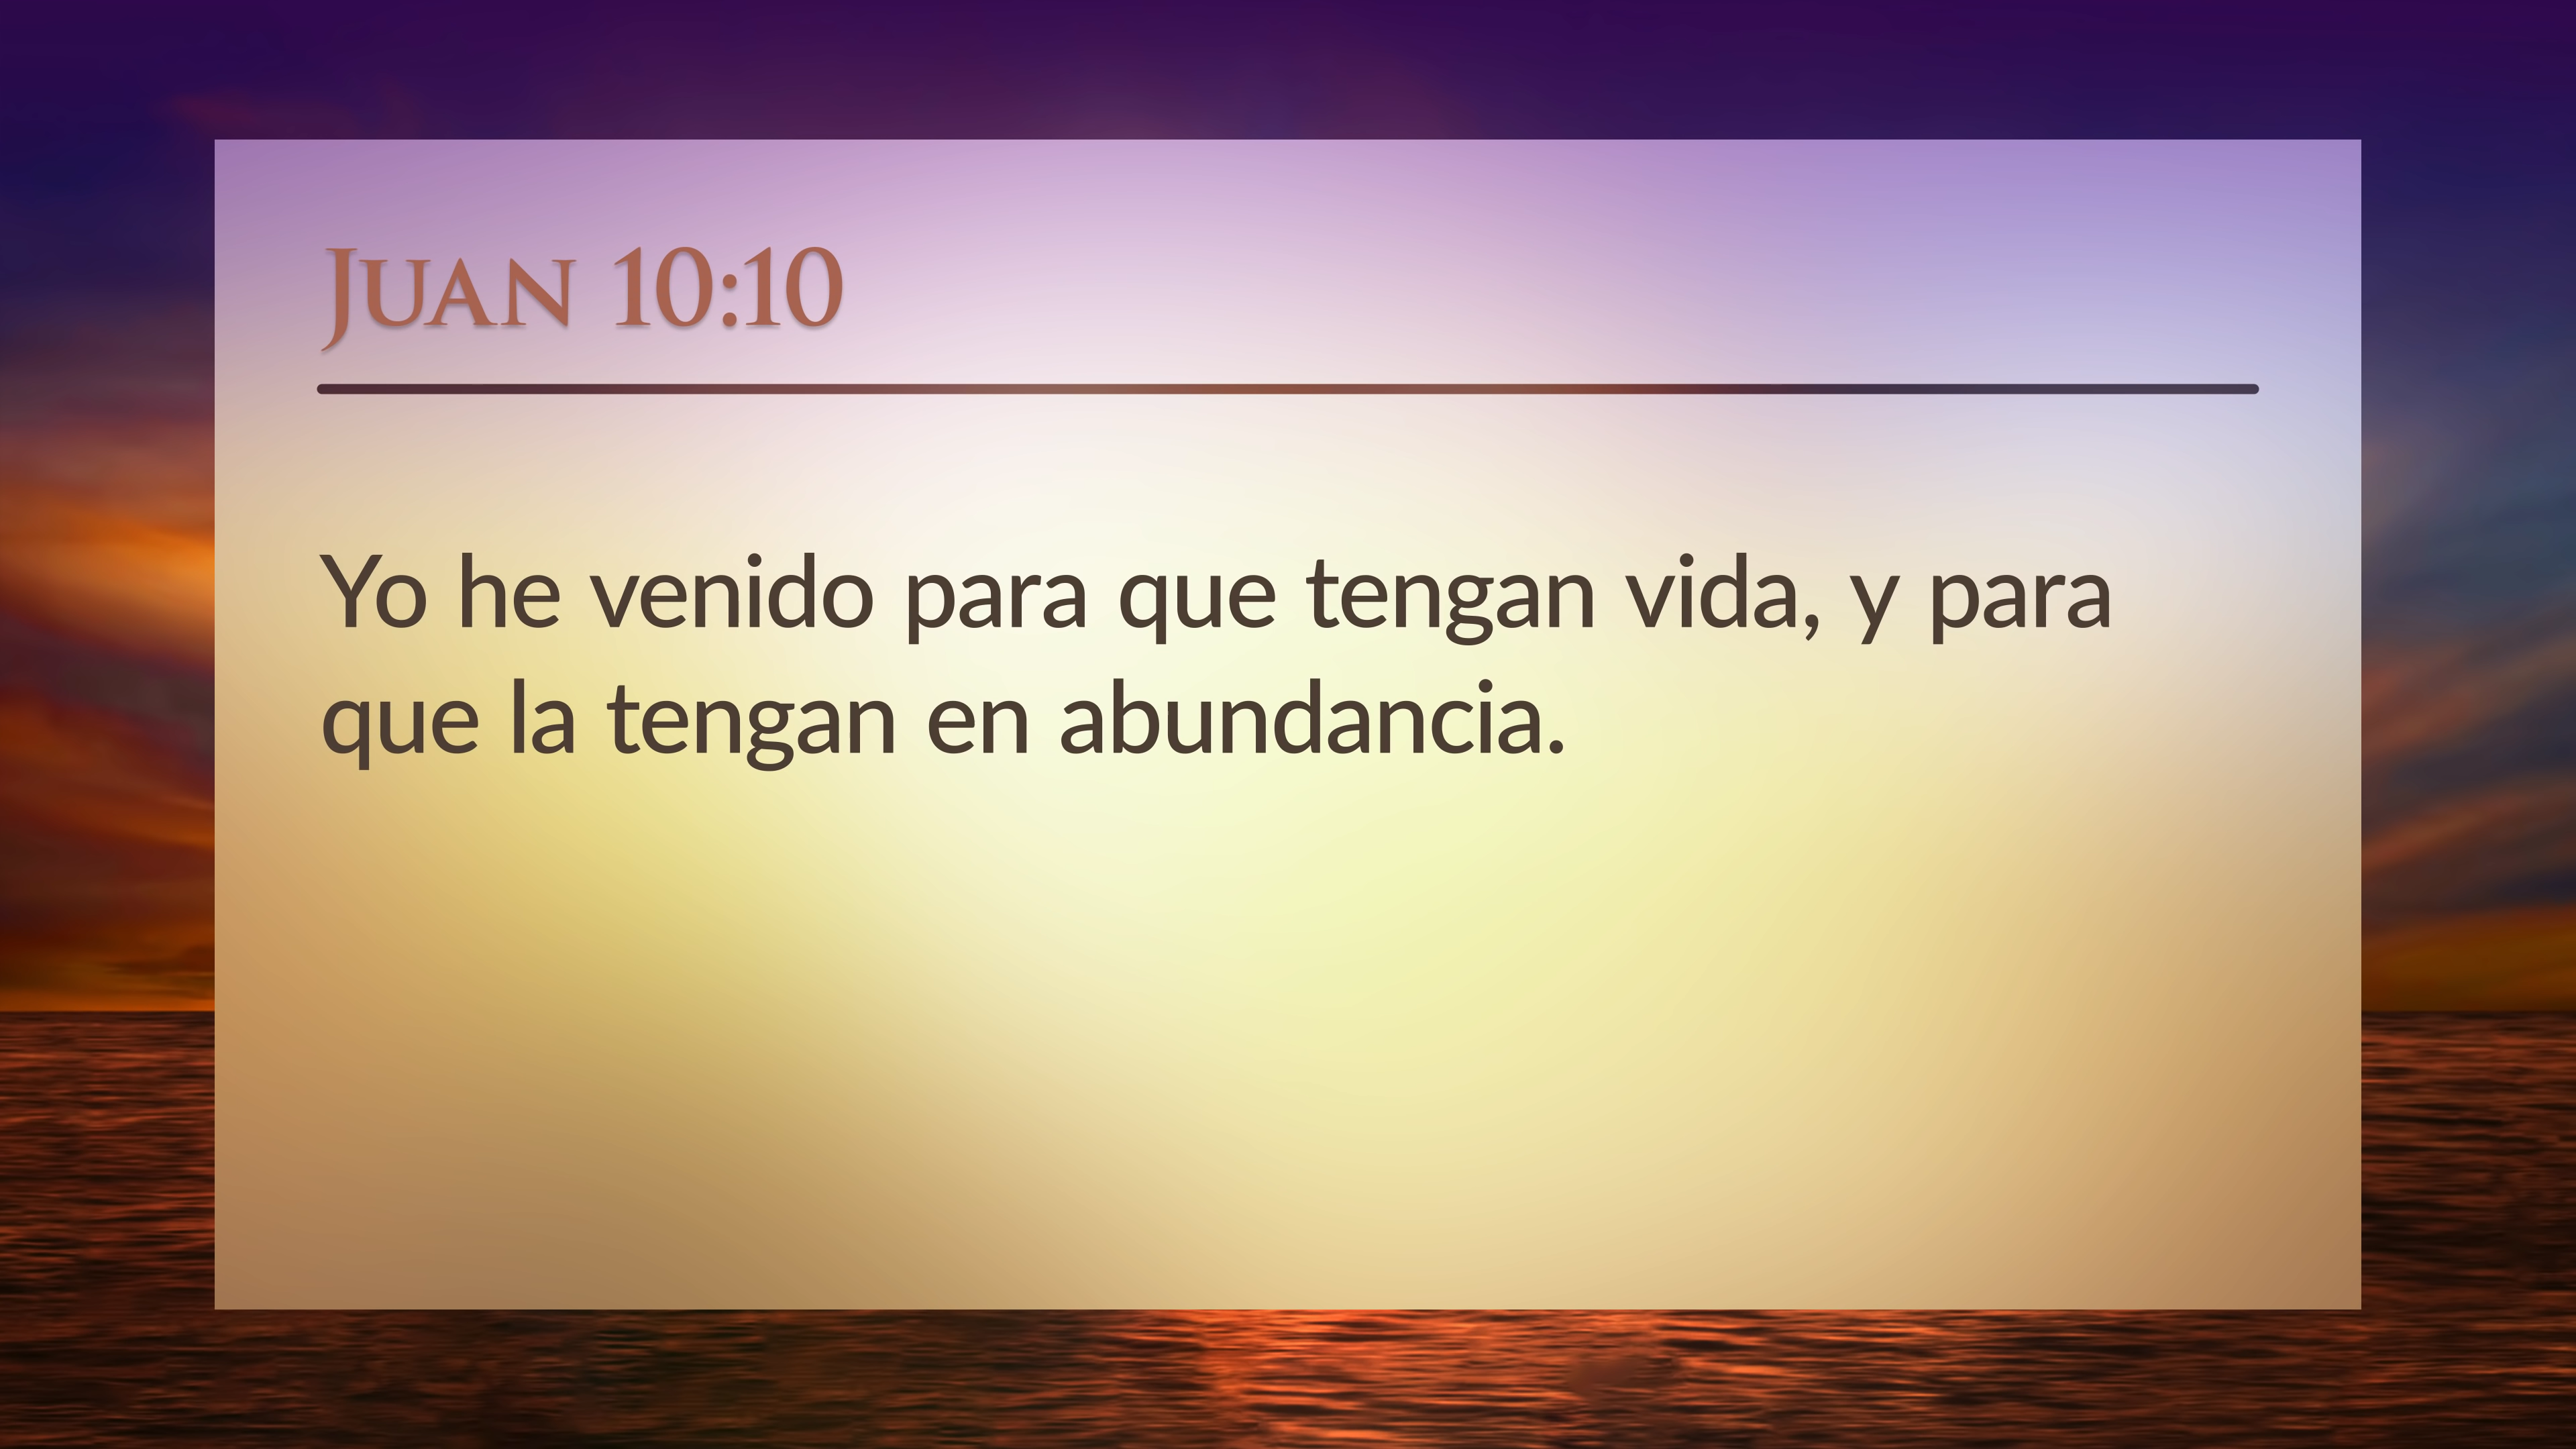 Juan 10:10
Yo he venido para que tengan vida, y para
que la tengan en abundancia.